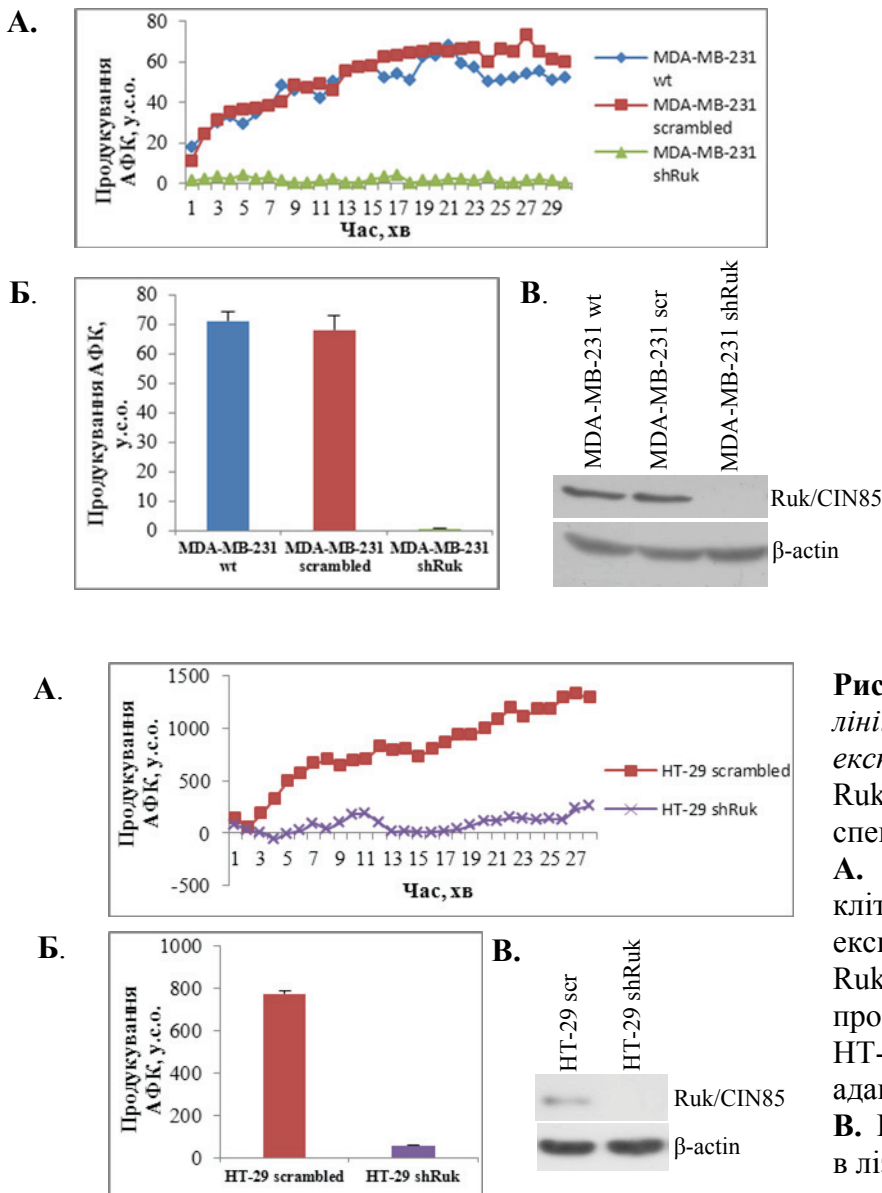 А.
Продукування
АФК, у.с.о.
80
60
40
20
0
1 3 5 7 9 11 13 15 17 19 21 23 25 27 29
Час, хв
MDA-MB-231
wt
MDA-MB-231
scrambled
MDA-MB-231
shRuk
Б.
Продукування АФК,
у.с.о.
80
70
60
50
40
30
20
10
0
MDA-MB-231
wt
MDA-MB-231
scrambled
MDA-MB-231
shRuk
В.
MDA-MB-231 wt
MDA-MB-231 scr
MDA-MB-231 shRuk
Ruk/CIN85
β-actin
А.
Продукування
АФК, у.с.о.
1500
1000
500
0
-500
1 3 5 7 9 11 13 15 17 19 21 23 25 27
Час, хв
HT-29 scrambled
HT-29 shRuk
Б.
Продукування
АФК, у.с.о.
1000
800
600
400
200
0
HT-29 scrambled
HT-29 shRuk
В.
HT-29 scr
HT-29 shRuk
Ruk/CIN85
β-actin
Рис
ліні
експ
Ruk
спе
А.
кліт
експ
Ruk
про
НТ-
адап
В.
в ліз